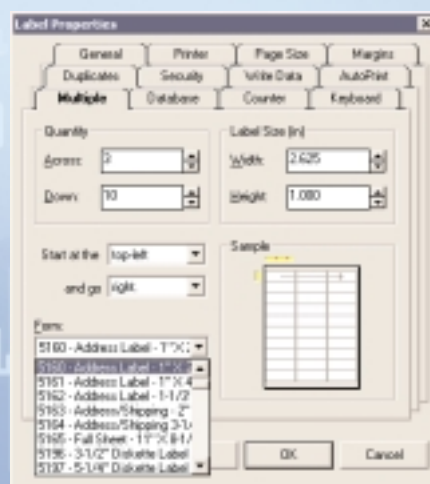 Label Properties
General Printer Page Size Margins
Duplicates Security Write Data AutoPrint
Multiple Database Counter Keyboard
Quantity
Across: 3
Down: 10
Label Size (in)
Width: 2.625
Height: 1.000
Start at the top-left
and go right
Sample
Form:
5160 - Address Label - 1" X 2
5160 - Address Label - 1" X
5161 - Address Label - 1" X 4
5162 - Address Label - 1-1/3"
5163 - Address/Shipping - 2"
5164 - Address/Shipping 3-1/
5165 - Full Sheet - 11" X 8-1/
5196 - 3-1/2" Diskette Label
5197 - 5-1/4" Diskette Label
OK Cancel